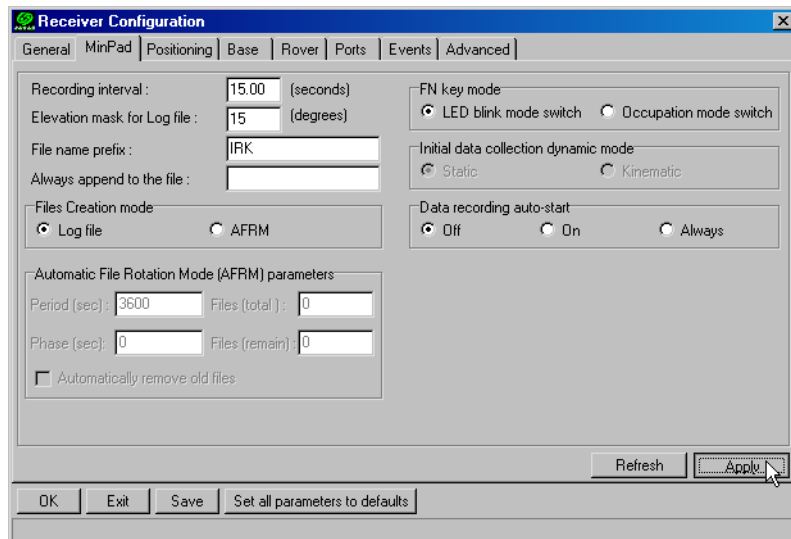 Receiver Configuration
General MinPad Positioning Base Rover Ports Events Advanced
Recording interval : 15.00 (seconds)
Elevation mask for Log file : 15 (degrees)
File name prefix : IRK
Always append to the file :
Files Creation mode
Log file AFRM
Automatic File Rotation Mode (AFRM) parameters
Period (sec) : 3600 Files (total ) : 0
Phase (sec): 0 Files (remain) : 0
Automatically remove old files
FN key mode
LED blink mode switch Occupation mode switch
Initial data collection dynamic mode
Static Kinematic
Data recording auto-start
Off On Always
Refresh Apply
OK Exit Save Set all parameters to defaults